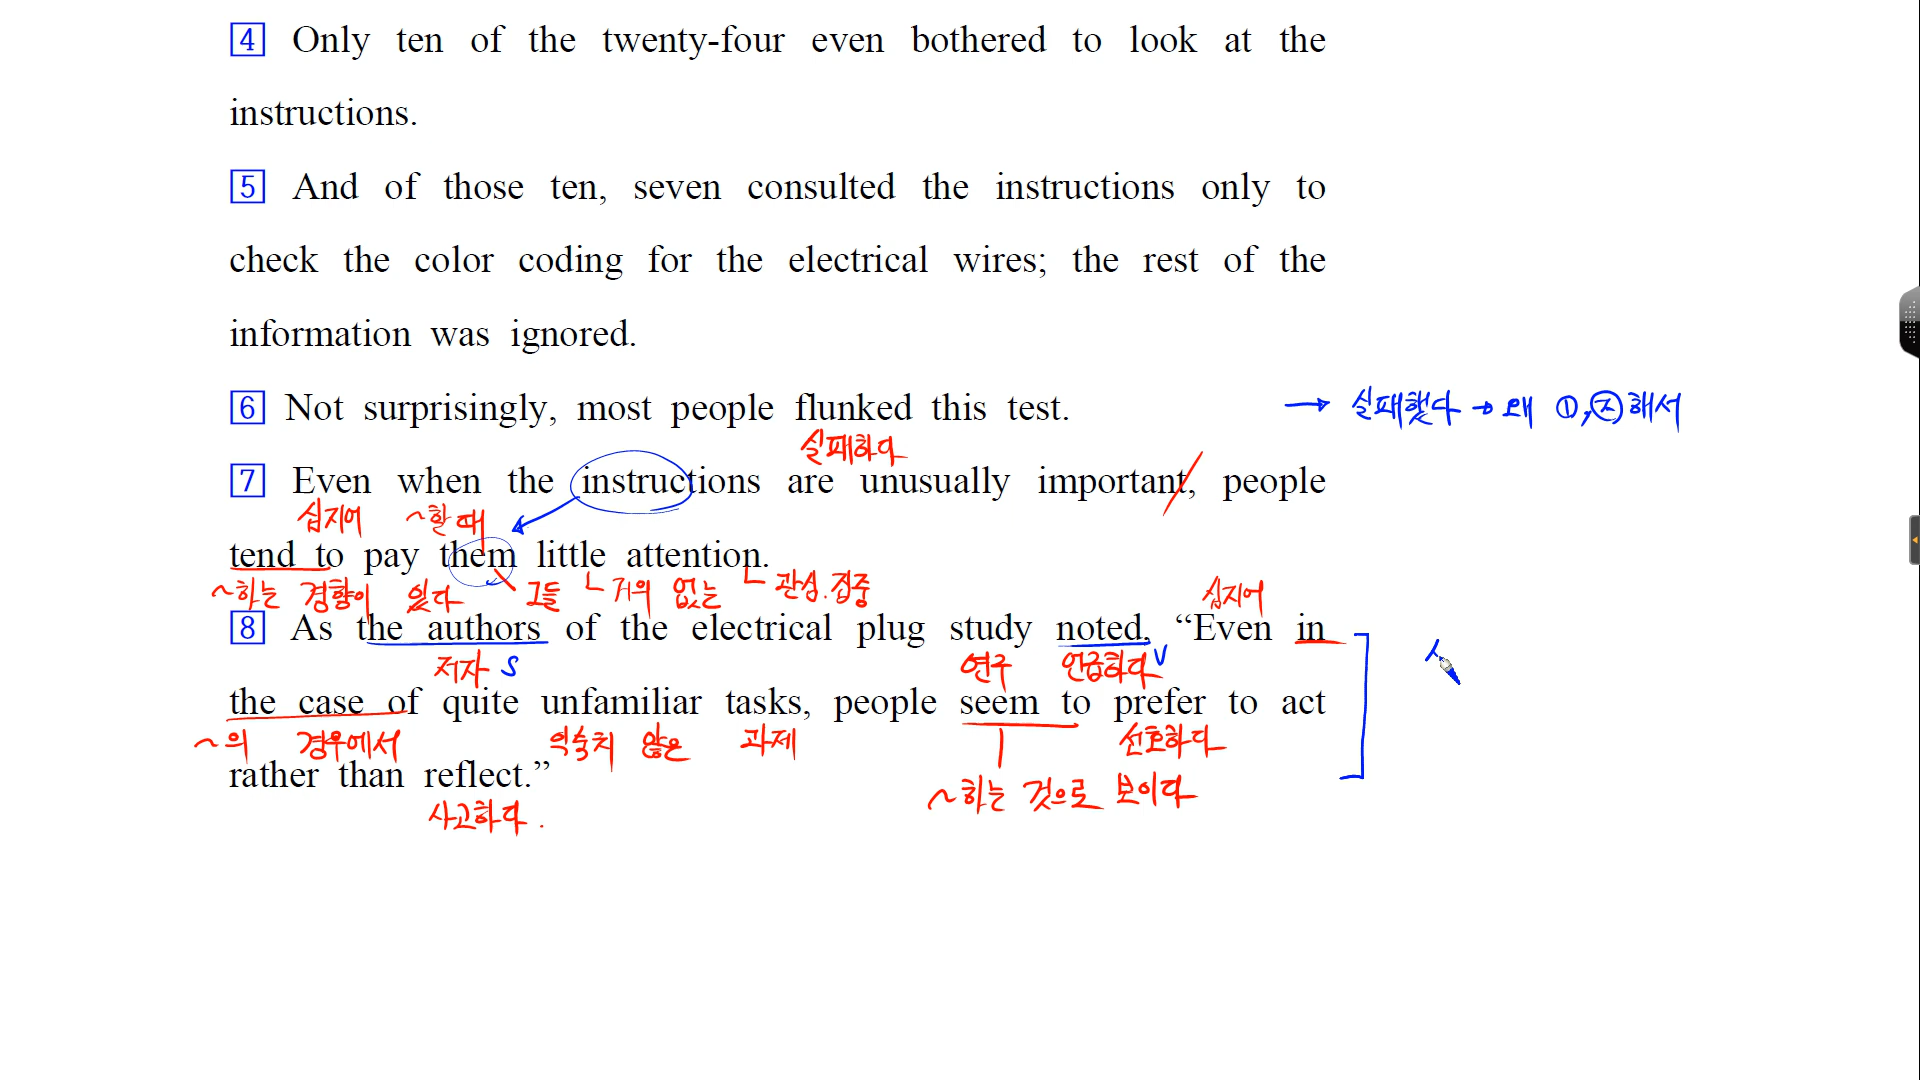 4 Only ten of the twenty-four even bothered to look at the
instructions.
5 And of those ten, seven consulted the instructions only to
check the color coding for the electrical wires; the rest of the
information was ignored.
6 Not surprisingly, most people flunked this test. → 실패했다 → 왜 ①,②해서
실패하다
7 Even when the instructions are unusually important, people
십지어 ~할 때
tend to pay them little attention.
~하는 경향이 있다 그들 거의 없는 관심.집중
십지어
8 As the authors of the electrical plug study noted, “Even in
저자 S 연구 언급하다 V
the case of quite unfamiliar tasks, people seem to prefer to act
~의 경우에서 익숙치 않은 과제 선호하다
rather than reflect.”
~하는 것으로 보이다
사고하다.